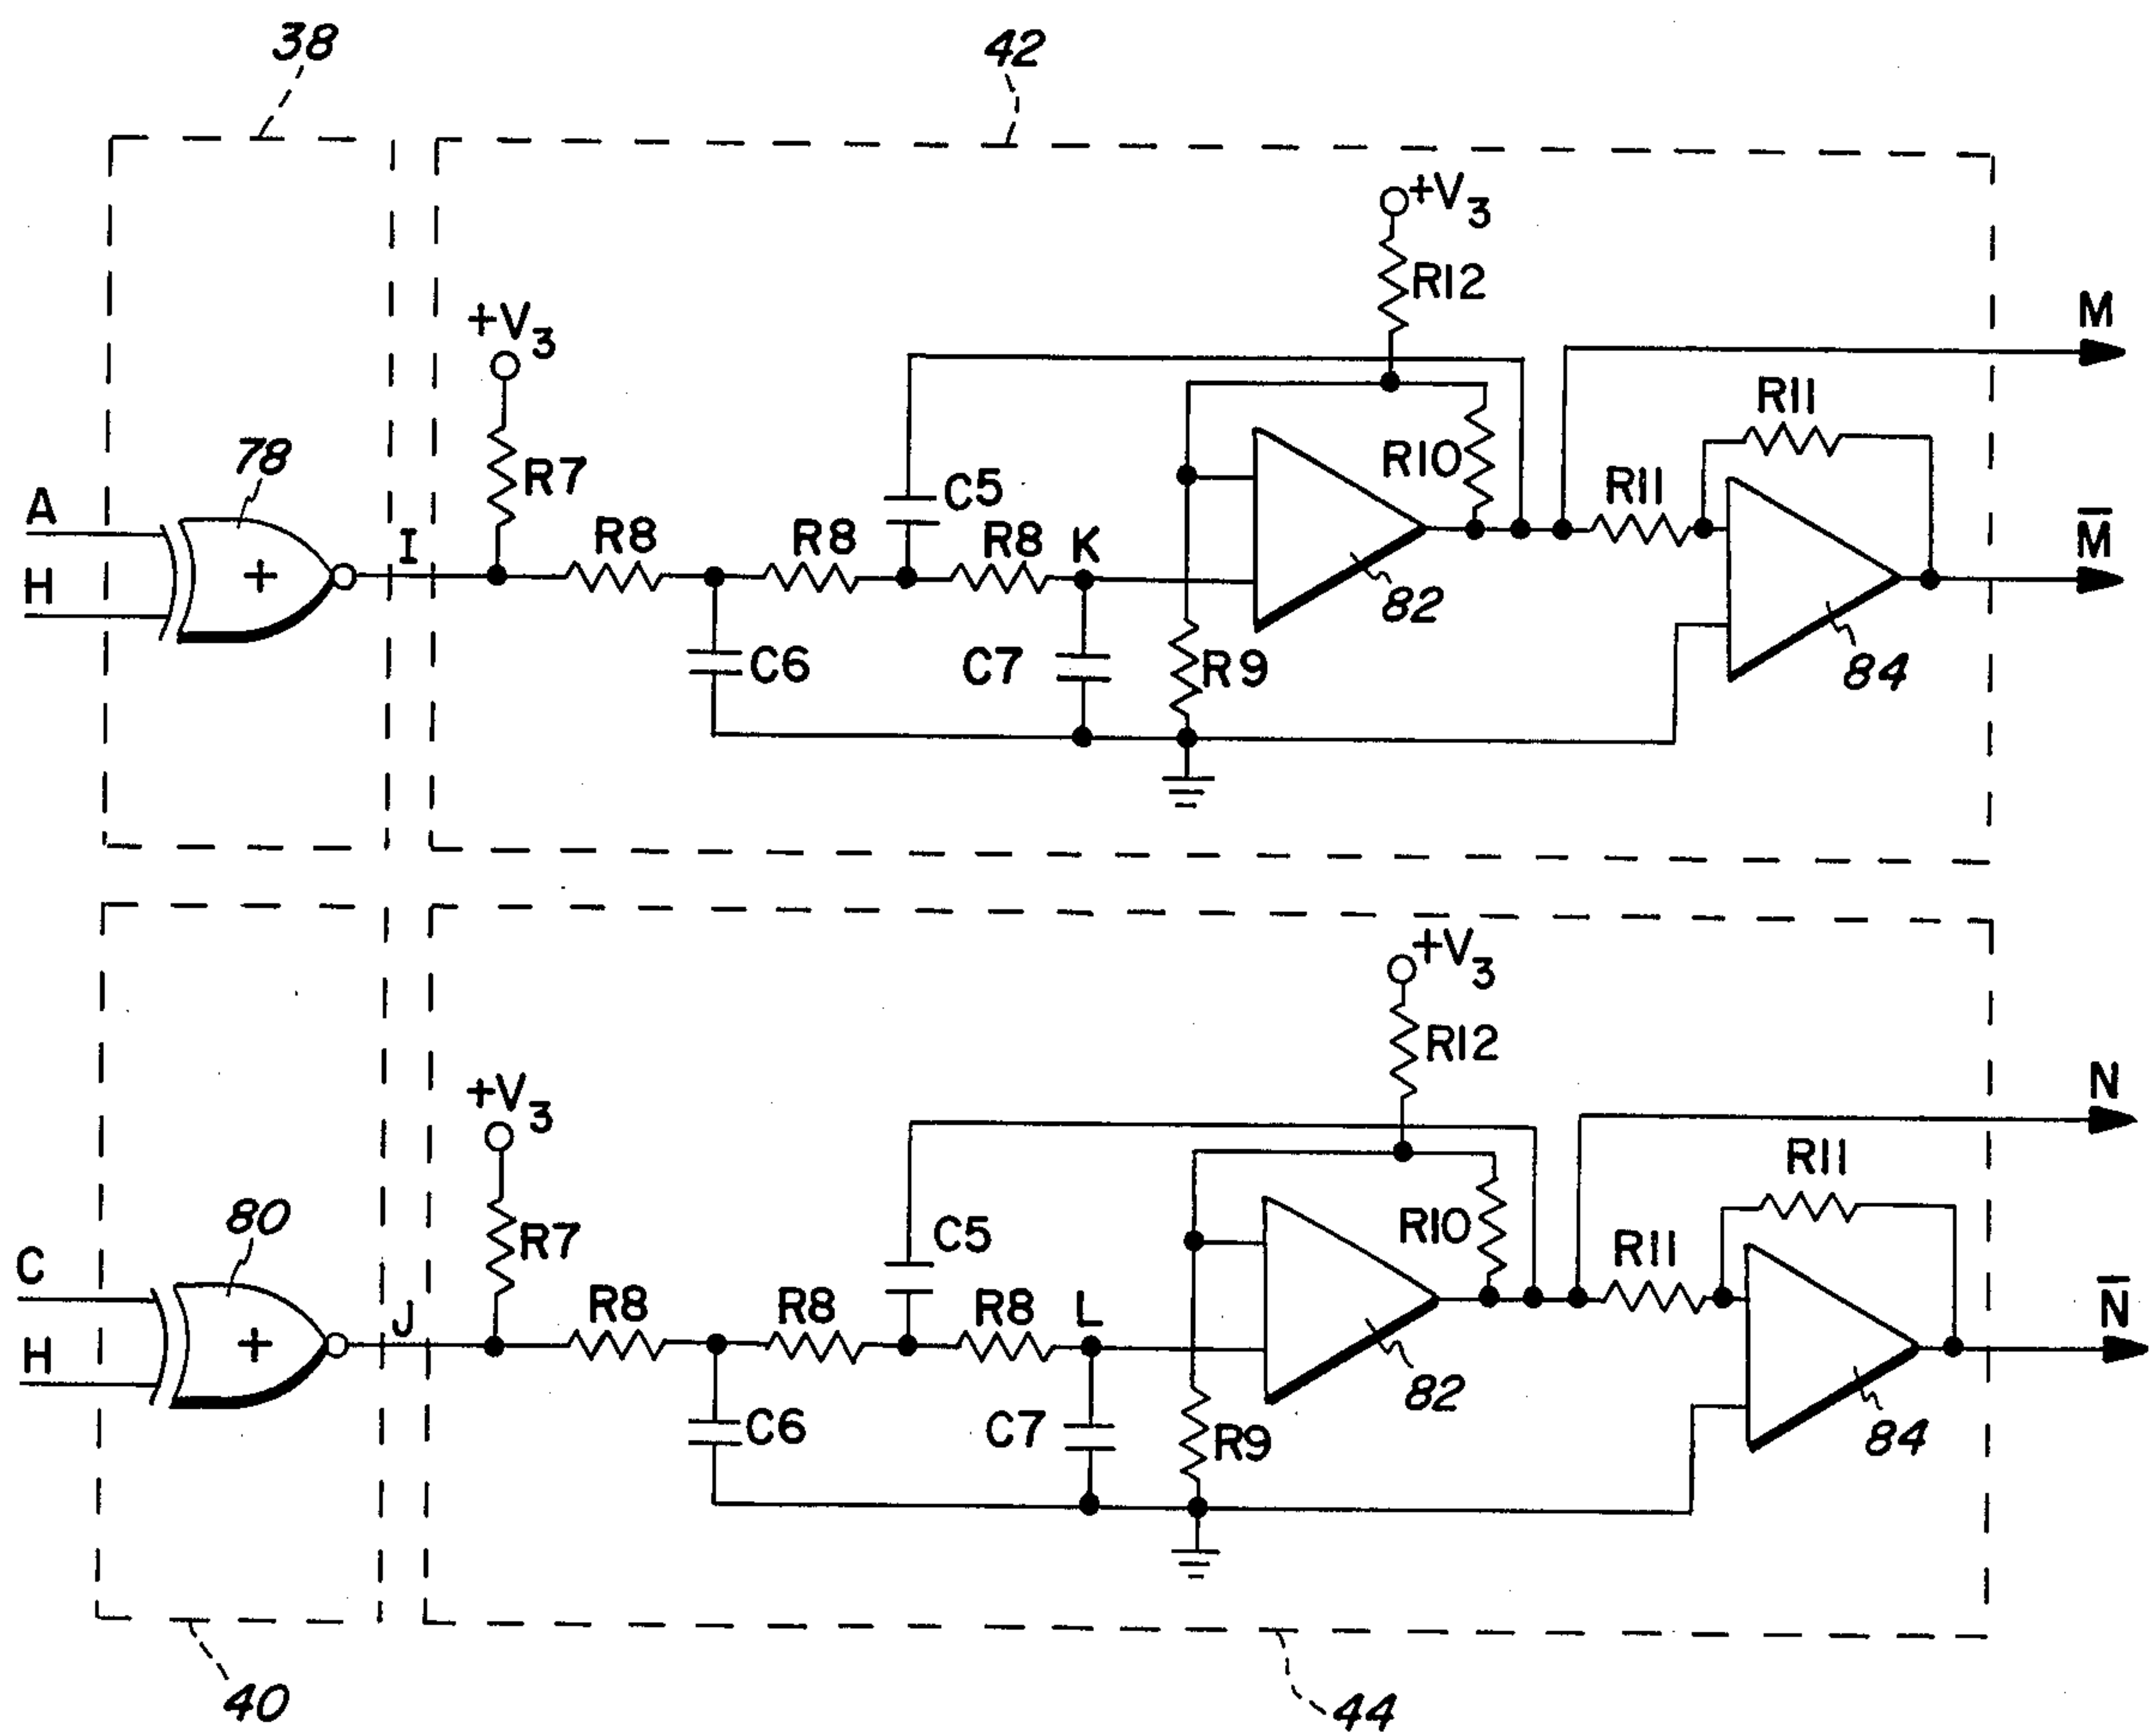 38
42
+V3
R12
+V3
M
R11
78
R7
R10
C5
R11
A
R8
R8
R8
K
M̅
I
+
H
82
C6
C7
R9
84
+V3
R12
+V3
N
R11
80
R7
C5
R10
R11
C
R8
R8
R8
L
N̅
J
+
H
82
C6
C7
R9
84
40
44